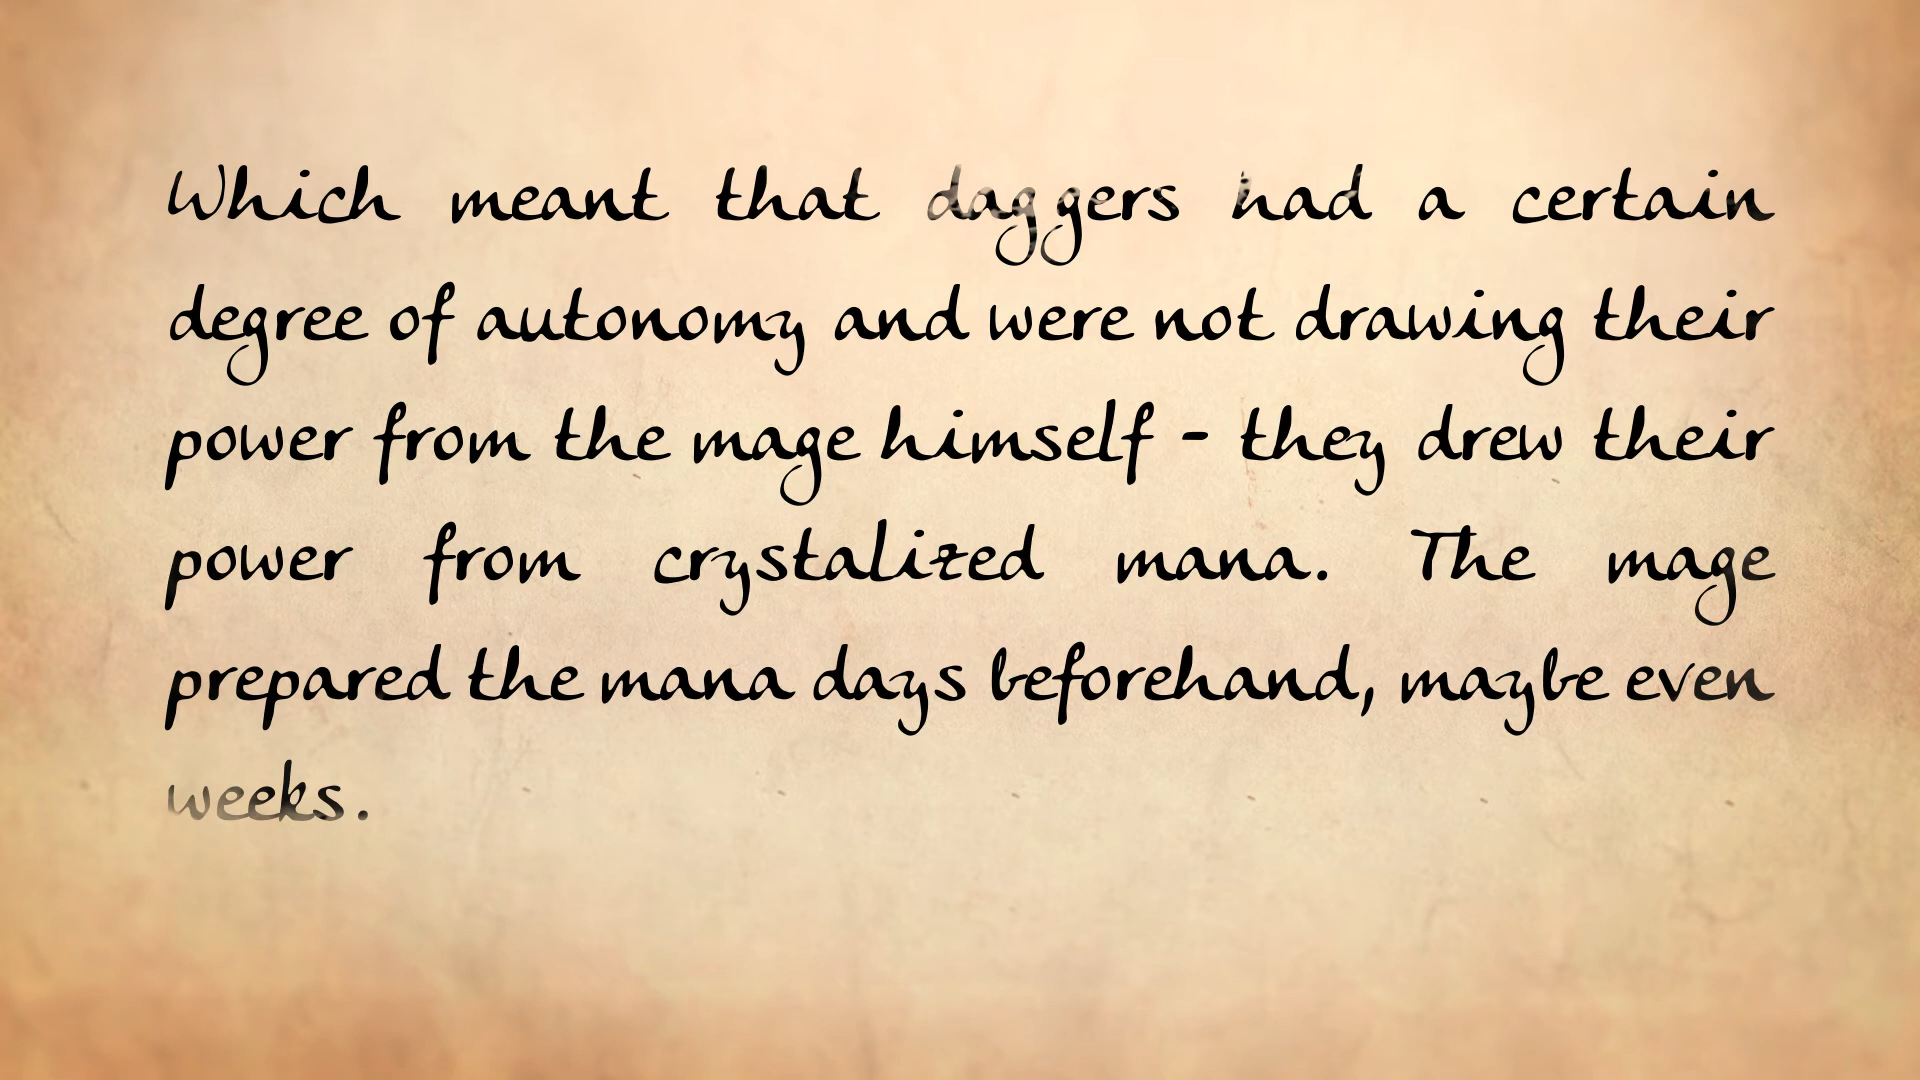 Which meant that daggers had a certain
degree of autonomy and were not drawing their
power from the mage himself - they drew their
power from crystalized mana. The mage
prepared the mana days beforehand, maybe even
weeks.